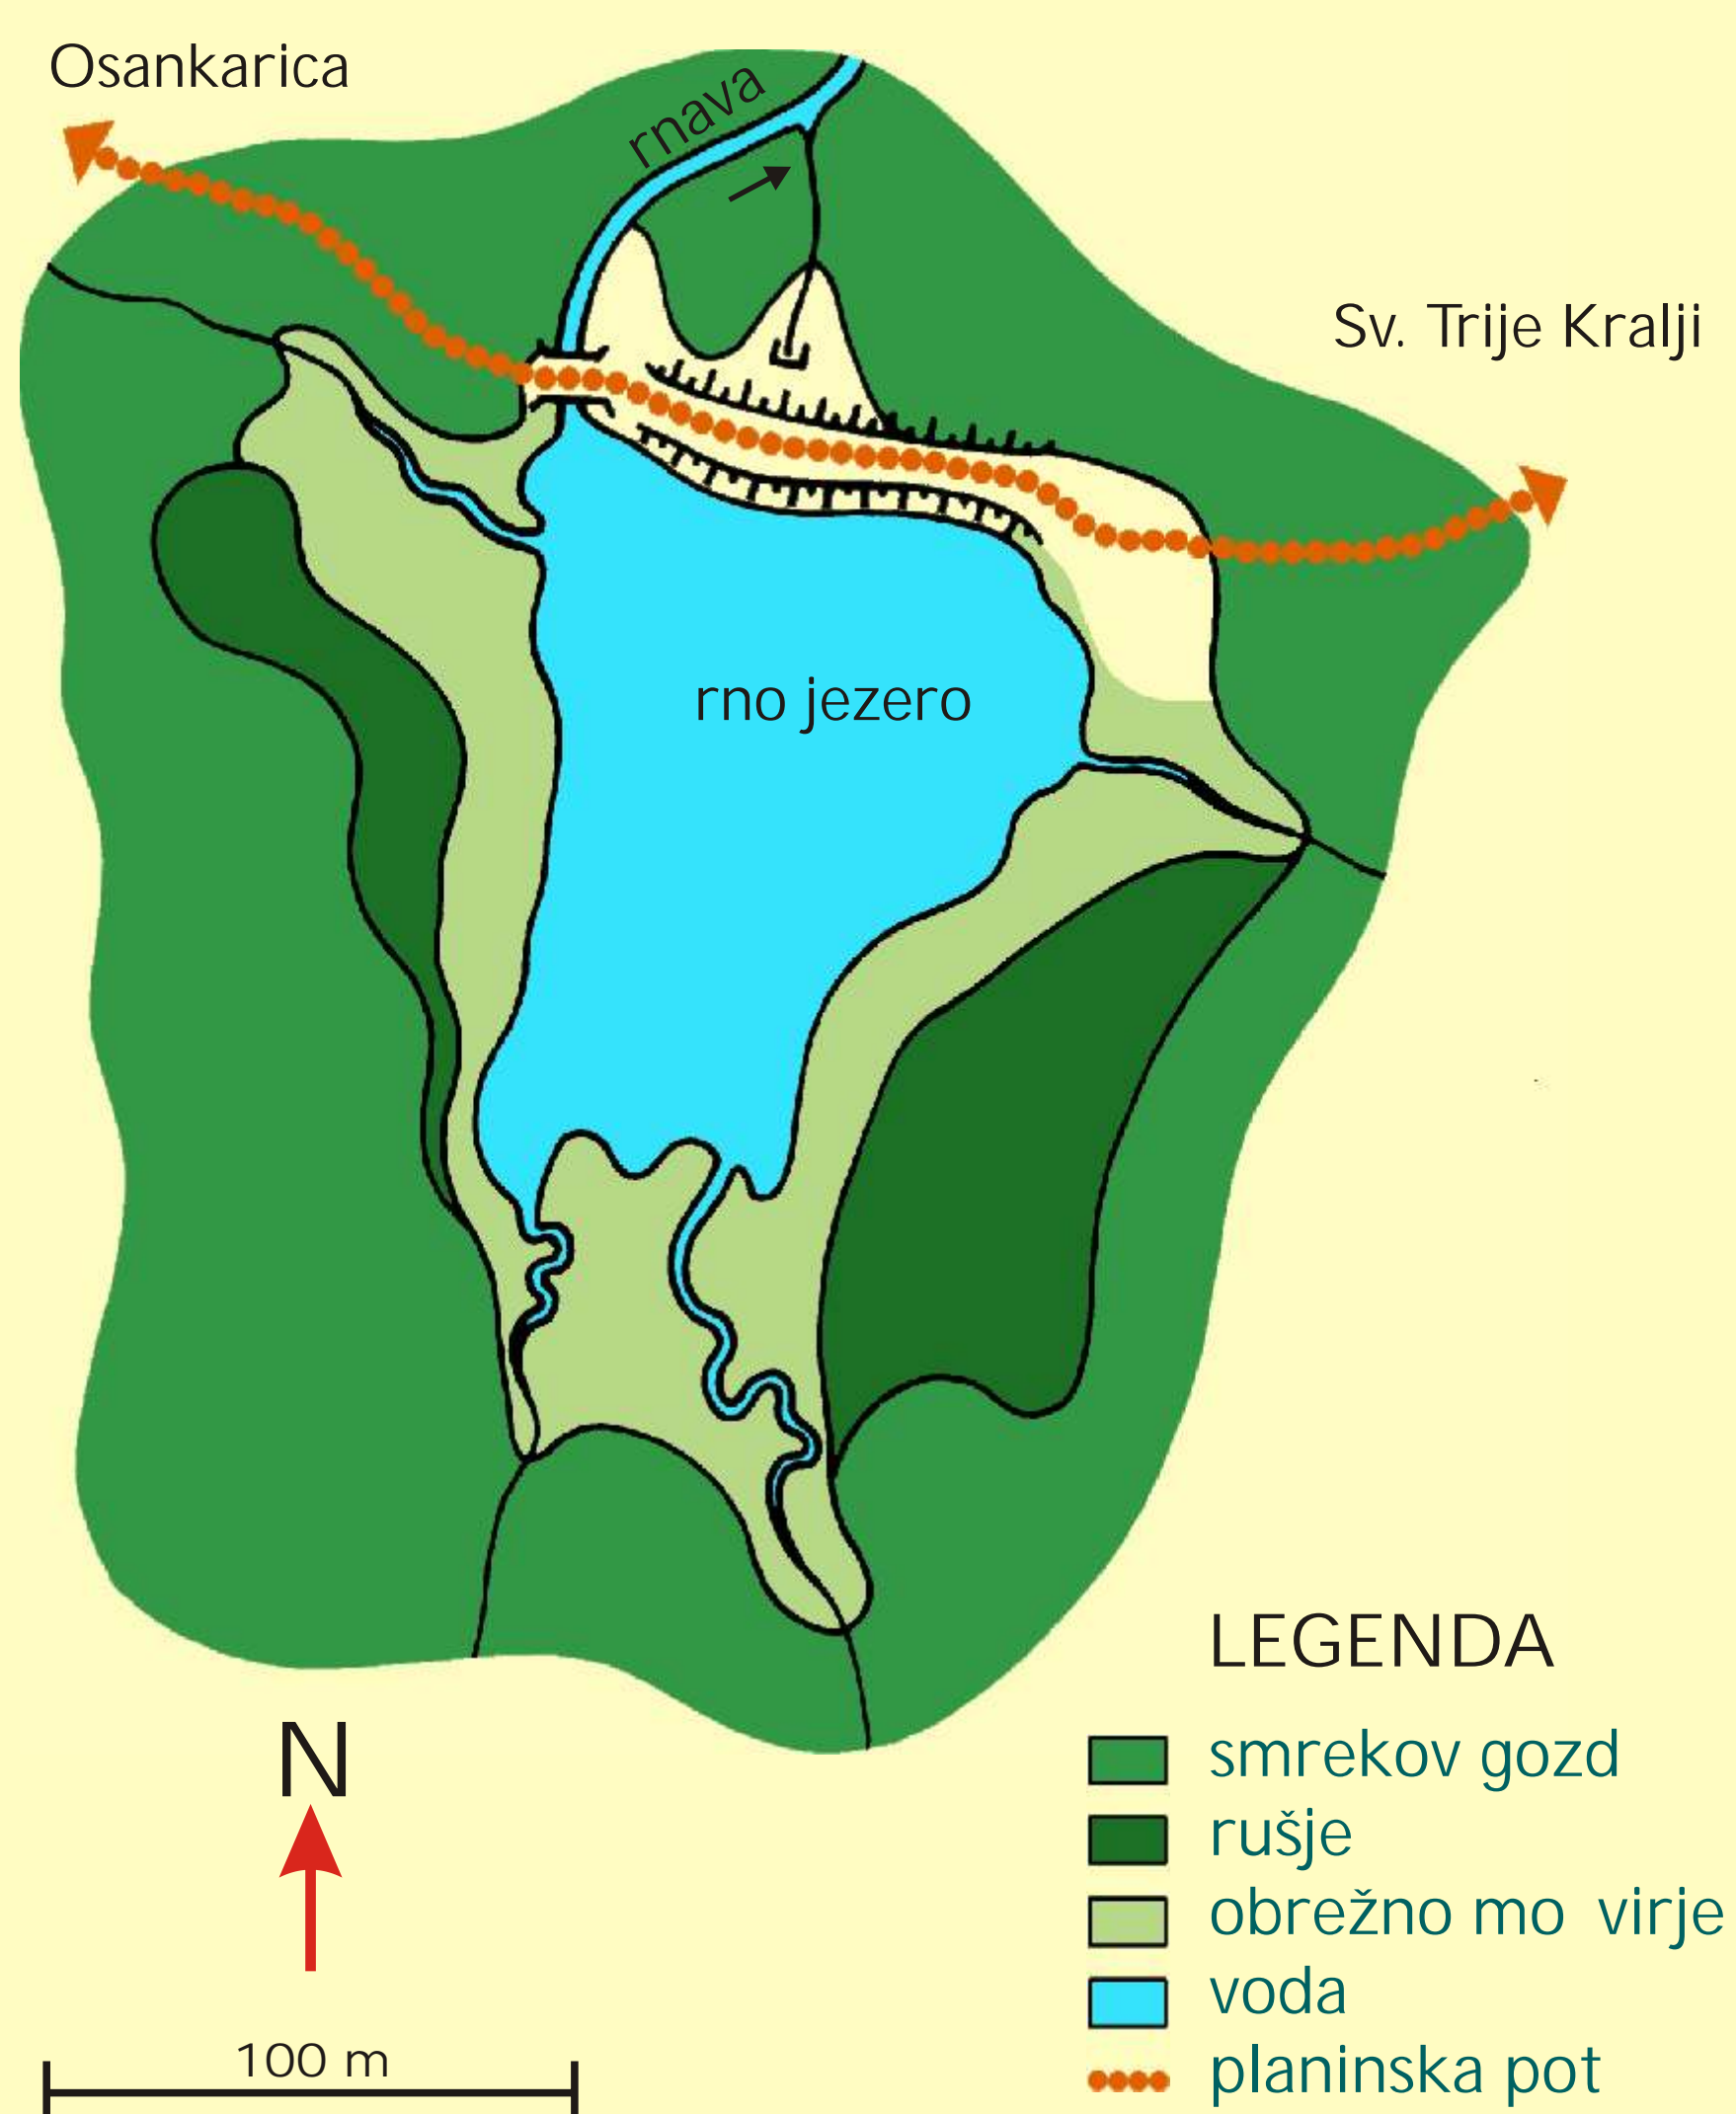 Osankarica
rnava
Sv. Trije Kralji
rno jezero
LEGENDA
smrekov gozd
rušje
obrežno mo virje
voda
planinska pot
N
100 m